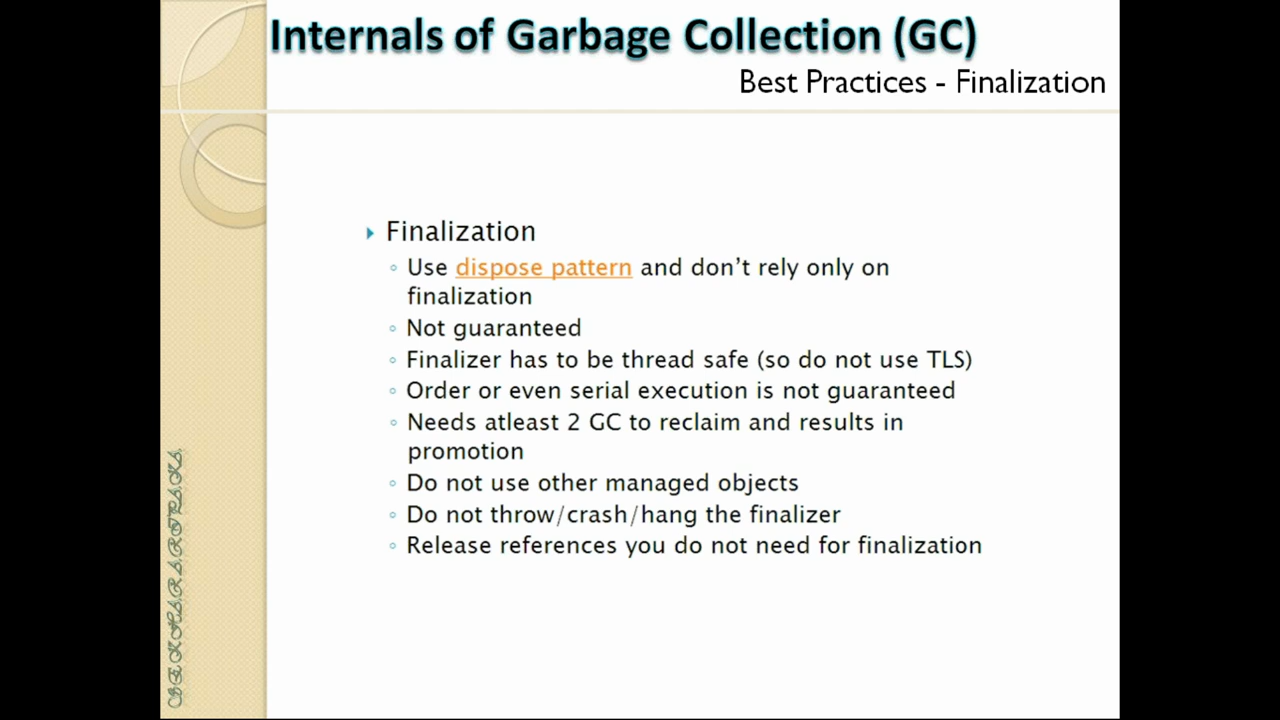 Internals of Garbage Collection (GC)
Best Practices - Finalization
Finalization
Use dispose pattern and don't rely only on
finalization
Not guaranteed
Finalizer has to be thread safe (so do not use TLS)
Order or even serial execution is not guaranteed
Needs atleast 2 GC to reclaim and results in
promotion
Do not use other managed objects
Do not throw/crash/hang the finalizer
Release references you do not need for finalization